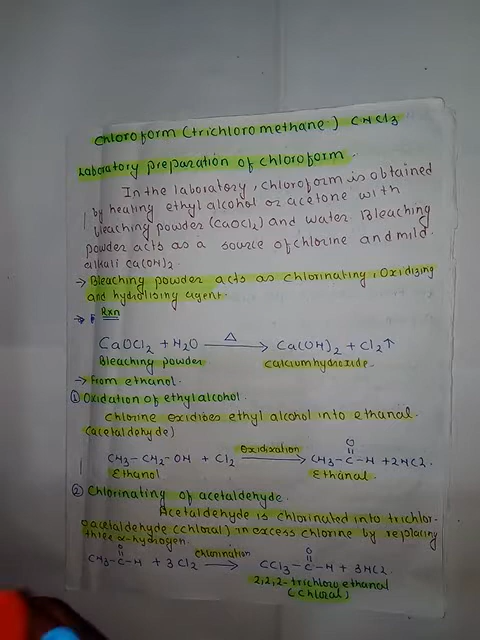 Chloroform (trichloromethane) CHCl3
Laboratory preparation of chloroform.
In the laboratory, chloroform is obtained
by heating ethyl alcohol or acetone with
bleaching powder (CaOCl2) and water. Bleaching
powder acts as a source of chlorine and mild
alkali Ca(OH)2.
→ Bleaching powder acts as chlorinating, Oxidizing
and hydrolising agent.
→ Rxn
CaOCl2 + H2O —Δ→ Ca(OH)2 + Cl2↑
Bleaching powder calcium hydroxide.
→ From ethanol.
① Oxidation of ethyl alcohol.
Chlorine oxidises ethyl alcohol into ethanal.
(acetaldehyde)
CH3-CH2-OH + Cl2 —Oxidisation→ CH3-C(=O)-H + 2HCl.
Ethanol Ethanal.
② Chlorinating of acetaldehyde.
Acetaldehyde is chlorinated into trichlor-
oacetaldehyde (chloral) in excess chlorine by replacing
three α-hydrogen.
CH3-C(=O)-H + 3Cl2 —Chlorination→ CCl3-C(=O)-H + 3HCl.
2,2,2-trichloro ethanal
(chloral)